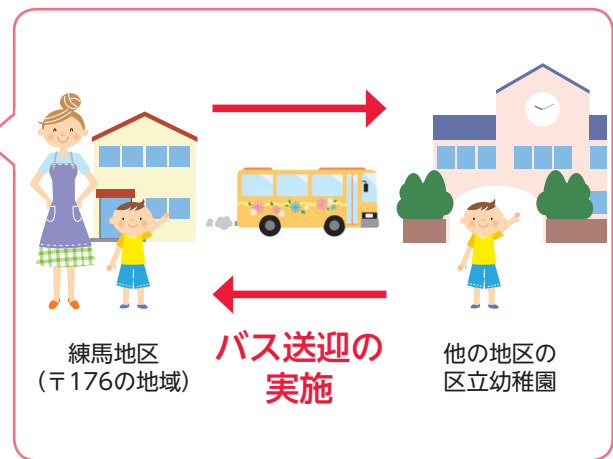 練馬地区
（〒176の地域）
バス送迎の
実施
他の地区の
区立幼稚園